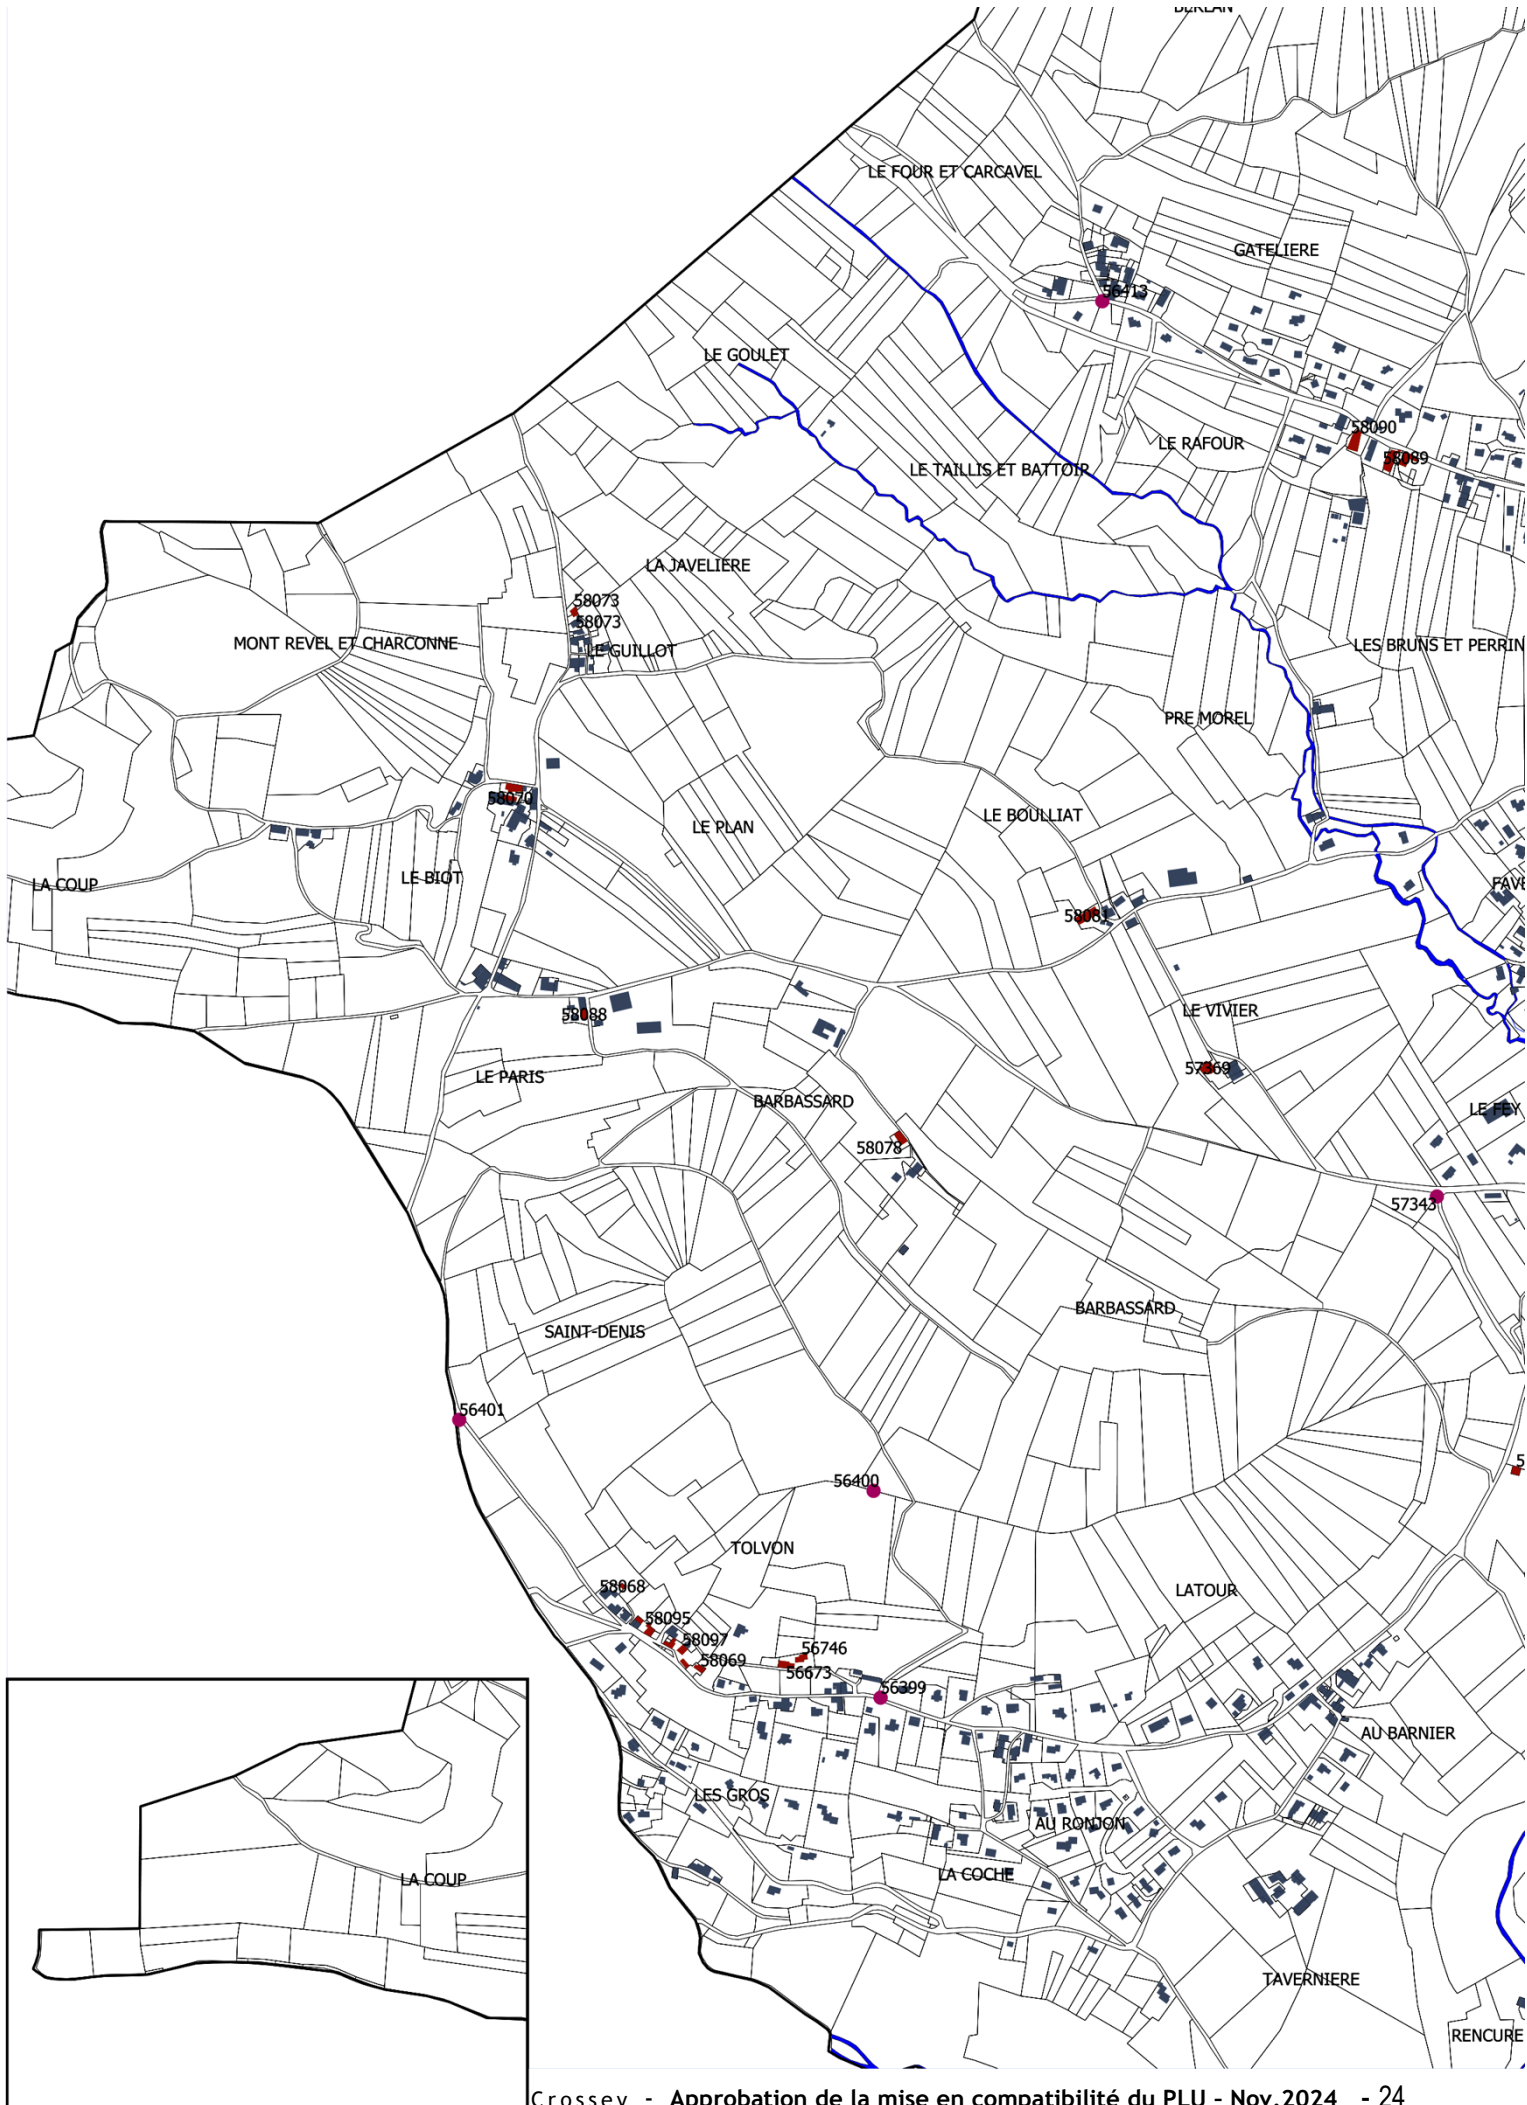 BERLAN
LE FOUR ET CARCAVEL
GATELIERE
56413
LE GOULET
58090
LE RAFOUR
58089
LE TAILLIS ET BATTOIR
LA JAVELIERE
58073
58073
MONT REVEL ET CHARCONNE
LE GUILLOT
LES BRUNS ET PERRIN
PRE MOREL
58070
LE BOULLIAT
LE PLAN
LE BIOT
LA COUP
FAVE
58081
LE VIVIER
58088
57369
LE PARIS
BARBASSARD
LE FEY
58078
57343
BARBASSARD
SAINT-DENIS
56401
5
56400
TOLVON
58068
LATOUR
58095
58097
56746
58069
56673
56399
AU BARNIER
LES GROS
AU RONJON
LA COCHE
LA COUP
TAVERNIERE
RENCURE
Crossey - Approbation de la mise en compatibilité du PLU – Nov.2024 - 24